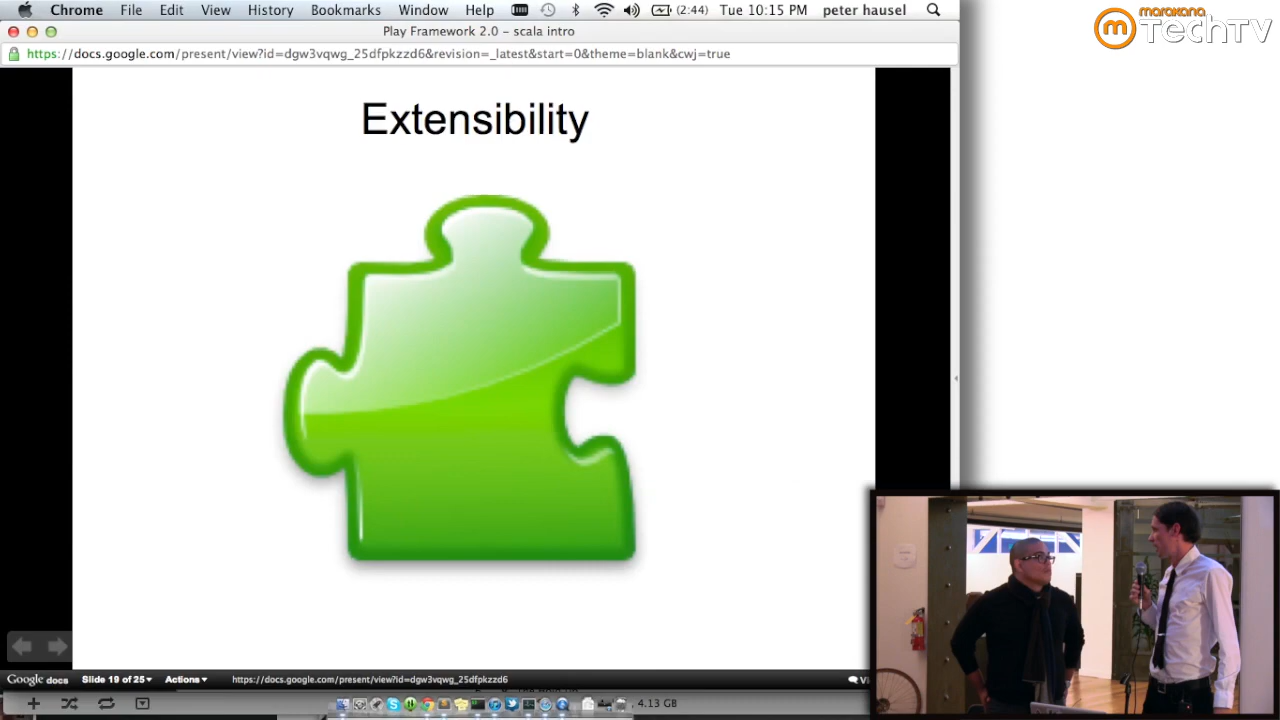 Chrome File Edit View History Bookmarks Window Help (2:44) Tue 10:15 PM peter hausel
marakana
TechTV
Play Framework 2.0 – scala intro
https://docs.google.com/present/view?id=dgw3vqwg_25dfpkzzd6&revision=_latest&start=0&theme=blank&cwj=true
Extensibility
Google docs Slide 19 of 25 Actions https://docs.google.com/present/view?id=dgw3vqwg_25dfpkzzd6
4.13 GB